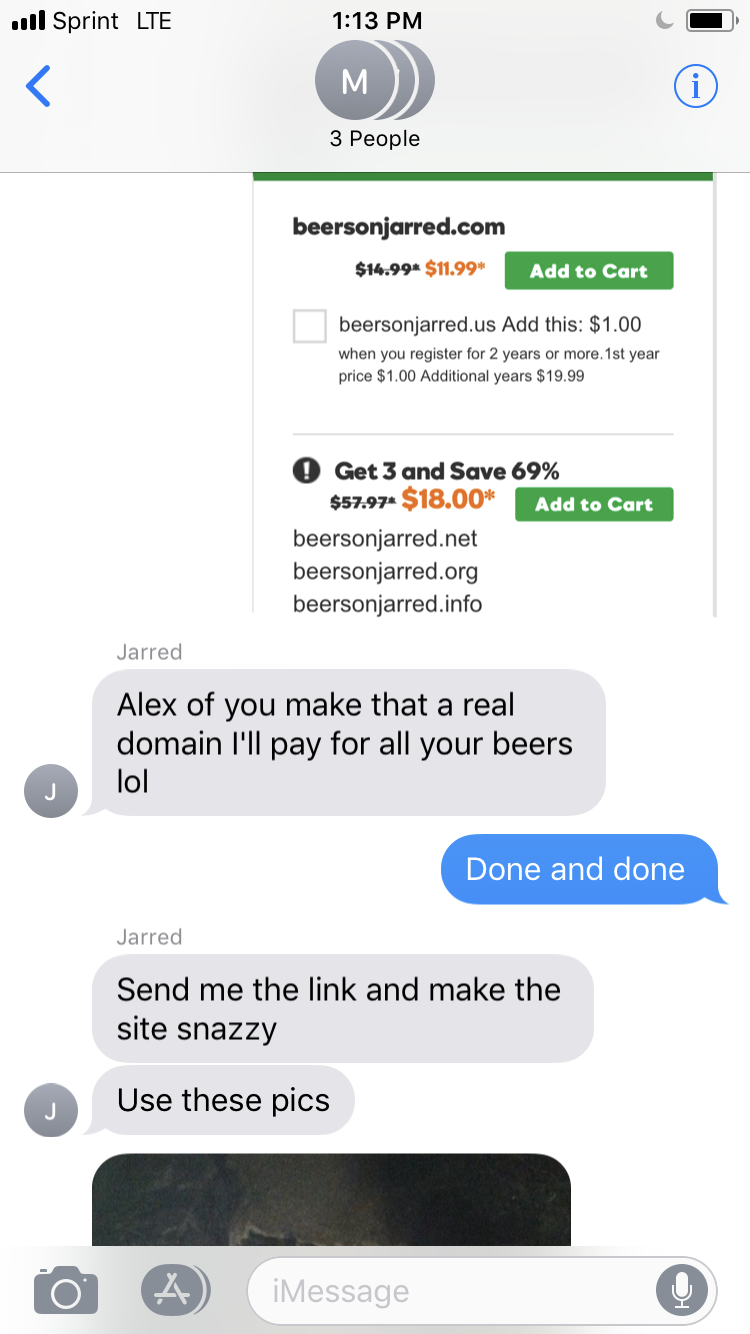 Sprint LTE 1:13 PM
M
3 People
beersonjarred.com
$14.99* $11.99* Add to Cart
beersonjarred.us Add this: $1.00
when you register for 2 years or more.1st year
price $1.00 Additional years $19.99
Get 3 and Save 69%
$57.97* $18.00* Add to Cart
beersonjarred.net
beersonjarred.org
beersonjarred.info
Jarred
Alex of you make that a real
domain I'll pay for all your beers
lol
J
Done and done
Jarred
Send me the link and make the
site snazzy
Use these pics
J
iMessage